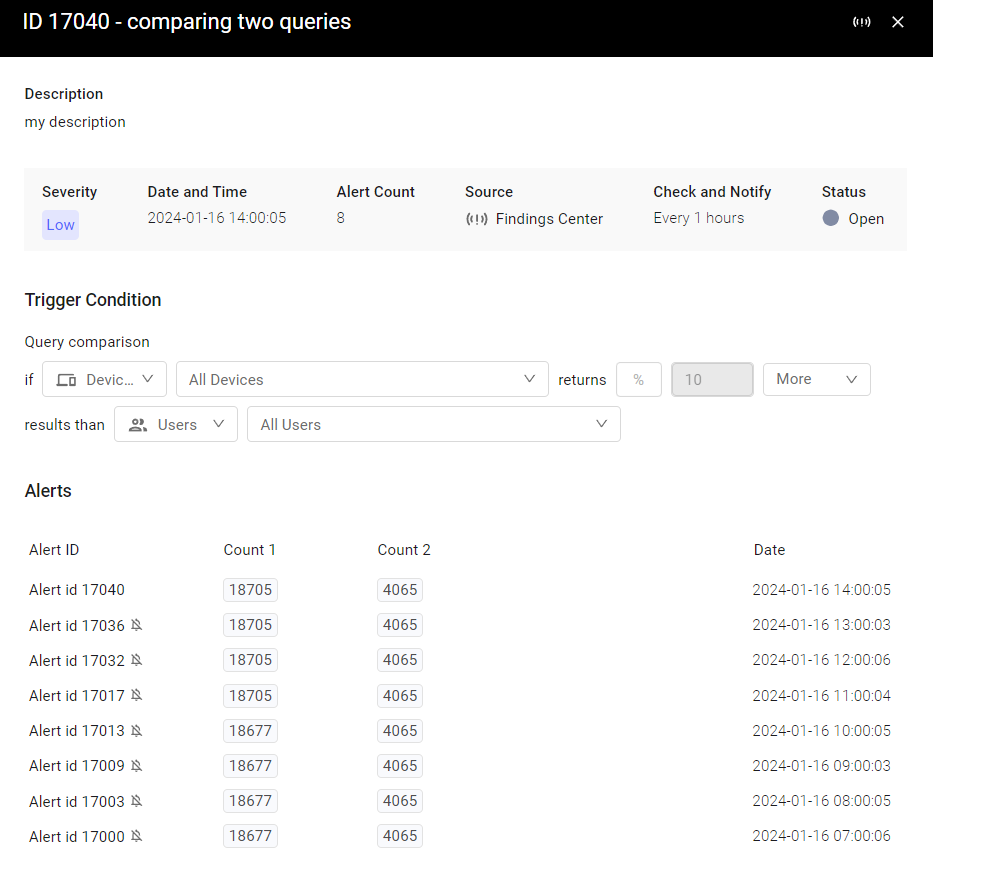 ID 17040 - comparing two queries
Description
my description
Severity Date and Time Alert Count Source Check and Notify Status
Low 2024-01-16 14:00:05 8 Findings Center Every 1 hours Open
Trigger Condition
Query comparison
if Devic... All Devices returns % 10 More
results than Users All Users
Alerts
Alert ID Count 1 Count 2 Date
Alert id 17040 18705 4065 2024-01-16 14:00:05
Alert id 17036 18705 4065 2024-01-16 13:00:03
Alert id 17032 18705 4065 2024-01-16 12:00:06
Alert id 17017 18705 4065 2024-01-16 11:00:04
Alert id 17013 18677 4065 2024-01-16 10:00:05
Alert id 17009 18677 4065 2024-01-16 09:00:03
Alert id 17003 18677 4065 2024-01-16 08:00:05
Alert id 17000 18677 4065 2024-01-16 07:00:06